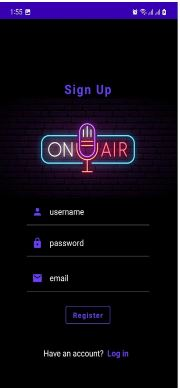 1:55
Sign Up
ON AIR
username
password
email
Register
Have an account? Log in